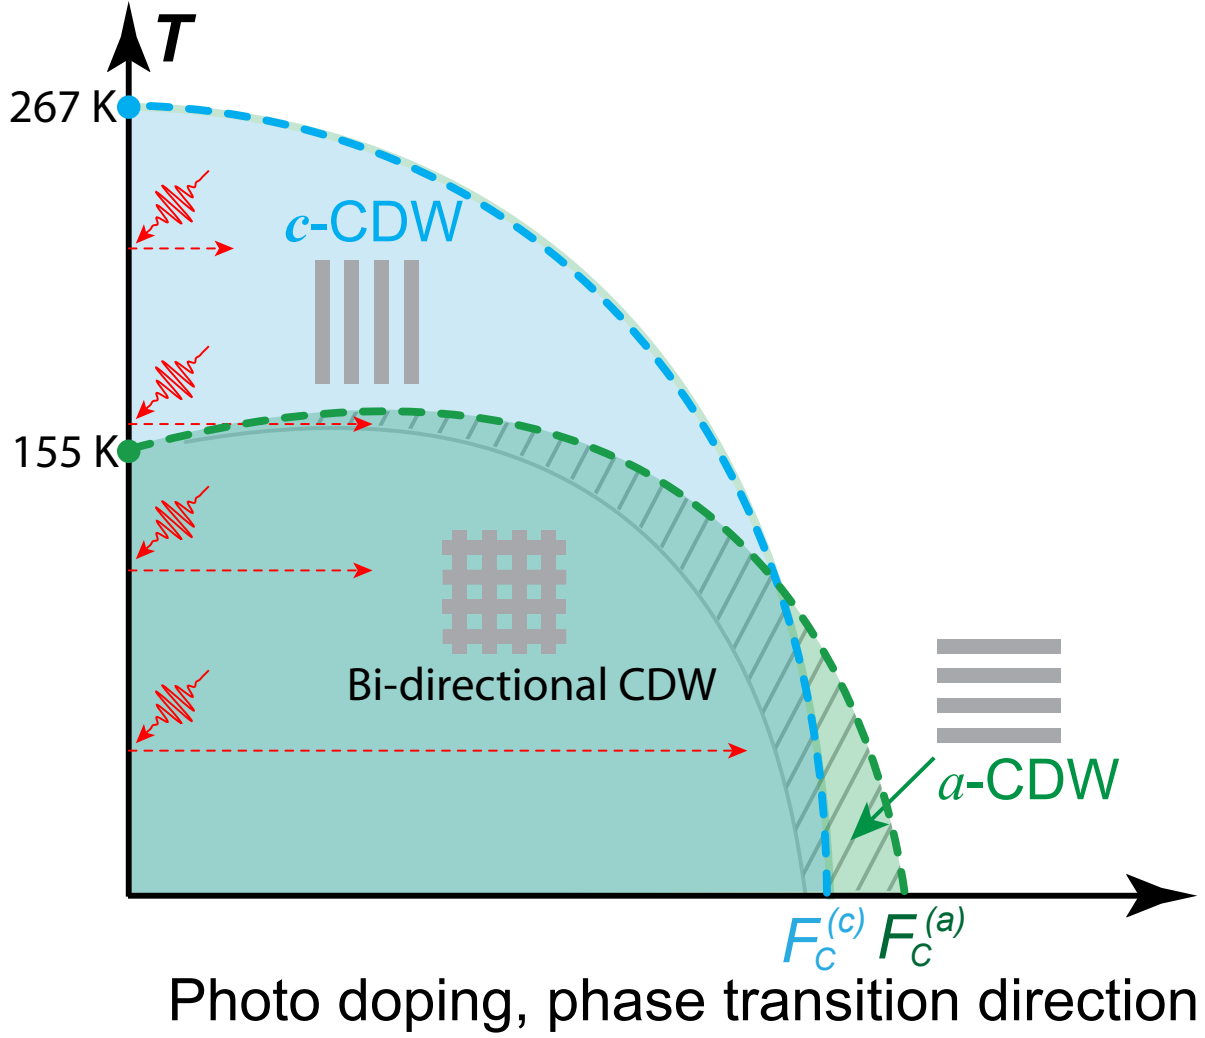 T
267 K
c-CDW
155 K
Bi-directional CDW
a-CDW
F_C^(c) F_C^(a)
Photo doping, phase transition direction